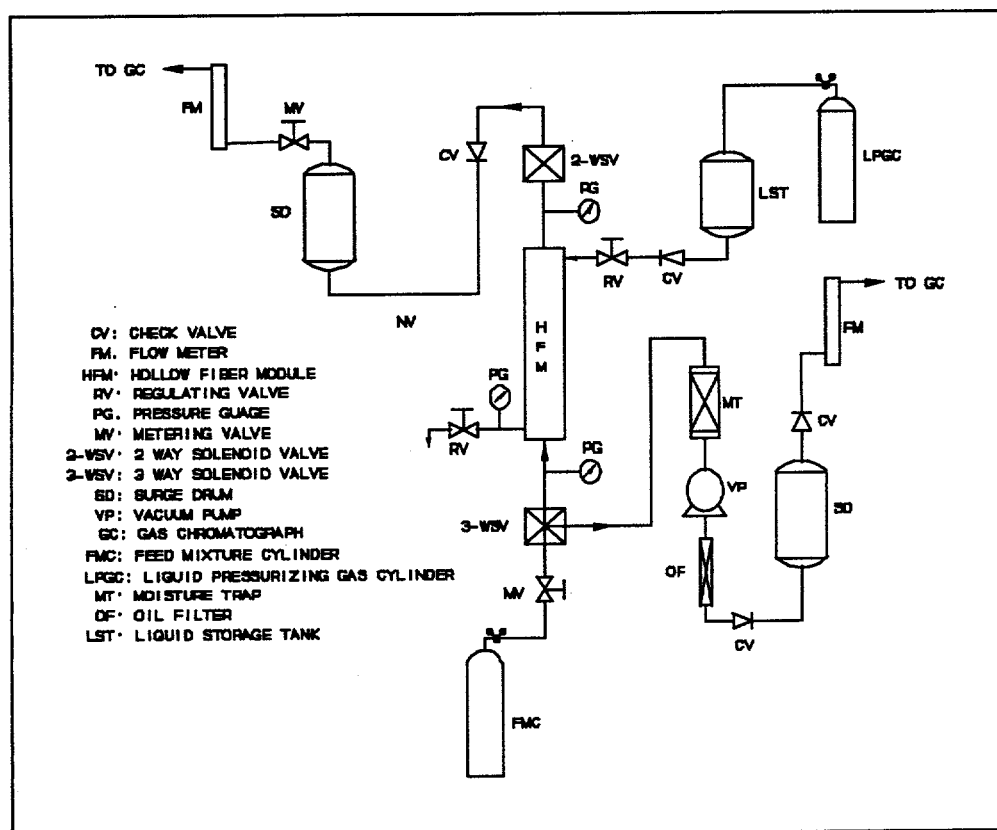 TO GC
FM
MV
SD
CV
2-WSV
PG
LST
LPGC
RV
CV
TO GC
FM
NV
HFM
PG
RV
MT
CV
PG
VP
SD
3-WSV
OF
MV
CV
FMC
CV: CHECK VALVE
FM. FLOW METER
HFM· HOLLOW FIBER MODULE
RV· REGULATING VALVE
PG. PRESSURE GUAGE
MV· METERING VALVE
2-WSV· 2 WAY SOLENOID VALVE
3-WSV: 3 WAY SOLENOID VALVE
SD: SURGE DRUM
VP: VACUUM PUMP
GC: GAS CHROMATOGRAPH
FMC: FEED MIXTURE CYLINDER
LPGC: LIQUID PRESSURIZING GAS CYLINDER
MT· MOISTURE TRAP
OF· OIL FILTER
LST· LIQUID STORAGE TANK